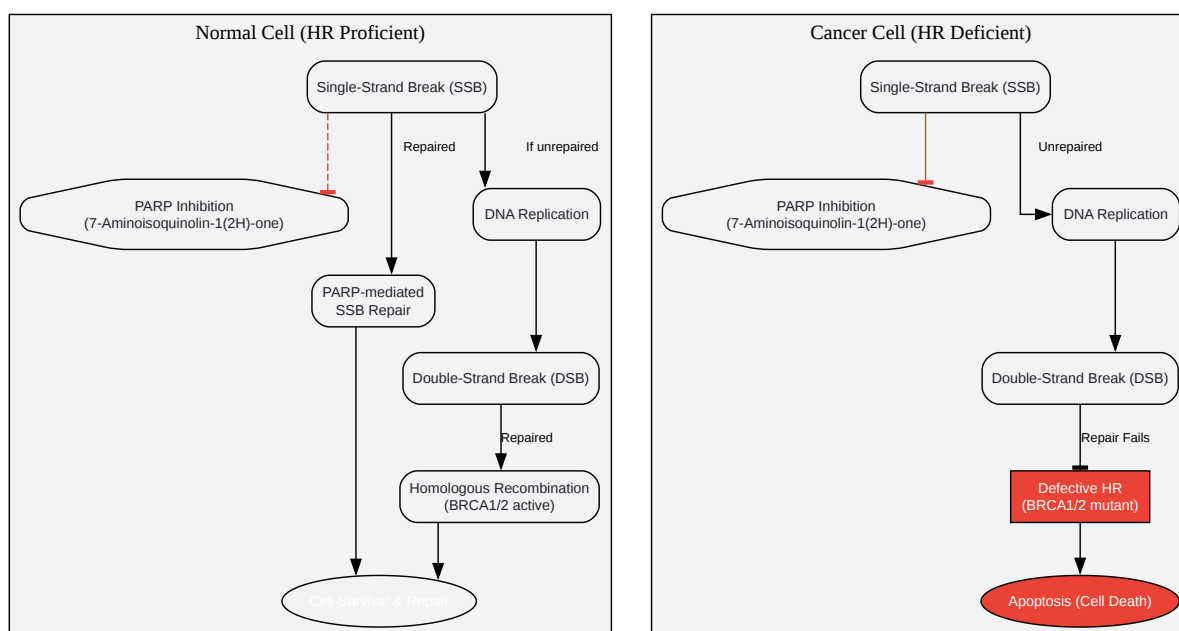 Normal Cell (HR Proficient)
Single-Strand Break (SSB)
Repaired
If unrepaired
PARP Inhibition
(7-Aminoisoquinolin-1(2H)-one)
DNA Replication
PARP-mediated
SSB Repair
Double-Strand Break (DSB)
Repaired
Homologous Recombination
(BRCA1/2 active)
Cell Survival & Repair
Cancer Cell (HR Deficient)
Single-Strand Break (SSB)
Unrepaired
PARP Inhibition
(7-Aminoisoquinolin-1(2H)-one)
DNA Replication
Double-Strand Break (DSB)
Repair Fails
Defective HR
(BRCA1/2 mutant)
Apoptosis (Cell Death)